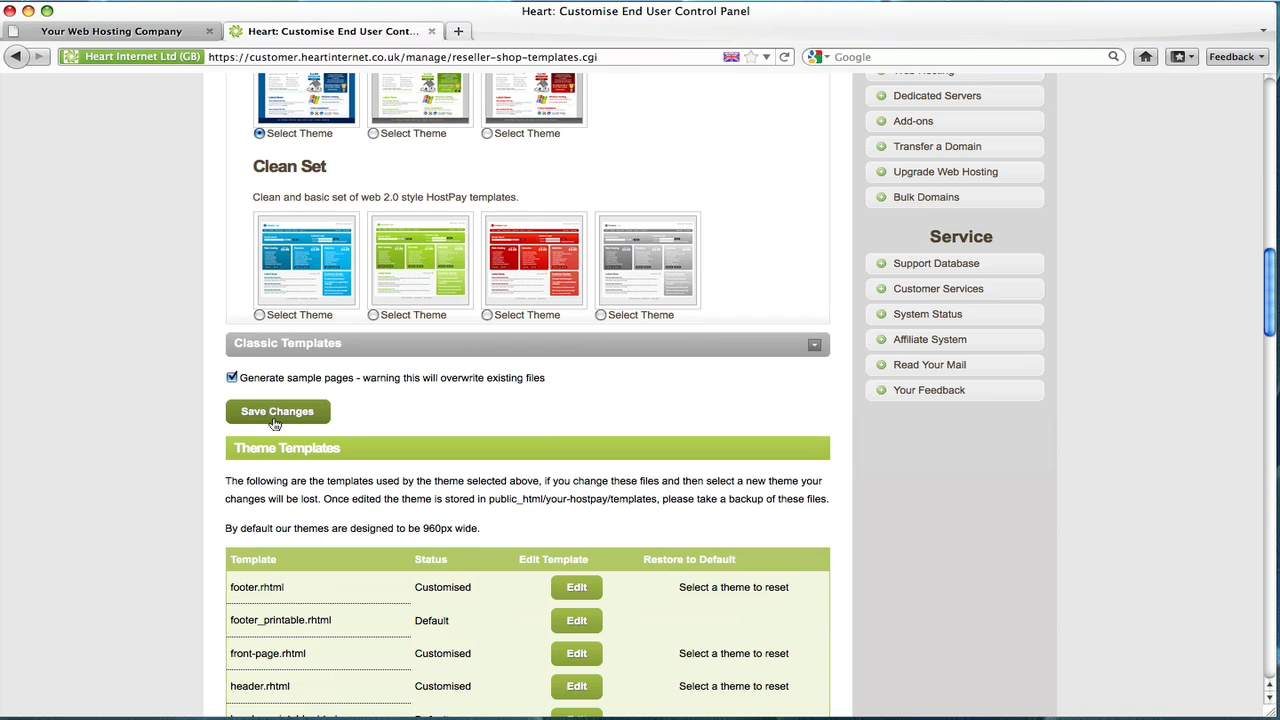 Heart: Customise End User Control Panel
Your Web Hosting Company
Heart: Customise End User Cont...
Heart Internet Ltd (GB)
https://customer.heartinternet.co.uk/manage/reseller-shop-templates.cgi
Google
Feedback
Dedicated Servers
Add-ons
Transfer a Domain
Upgrade Web Hosting
Bulk Domains
Service
Support Database
Customer Services
System Status
Affiliate System
Read Your Mail
Your Feedback
Select Theme
Select Theme
Select Theme
Clean Set
Clean and basic set of web 2.0 style HostPay templates.
Select Theme
Select Theme
Select Theme
Select Theme
Classic Templates
Generate sample pages - warning this will overwrite existing files
Save Changes
Theme Templates
The following are the templates used by the theme selected above, if you change these files and then select a new theme your
changes will be lost. Once edited the theme is stored in public_html/your-hostpay/templates, please take a backup of these files.
By default our themes are designed to be 960px wide.
Template Status Edit Template Restore to Default
footer.rhtml Customised Edit Select a theme to reset
footer_printable.rhtml Default Edit
front-page.rhtml Customised Edit Select a theme to reset
header.rhtml Customised Edit Select a theme to reset